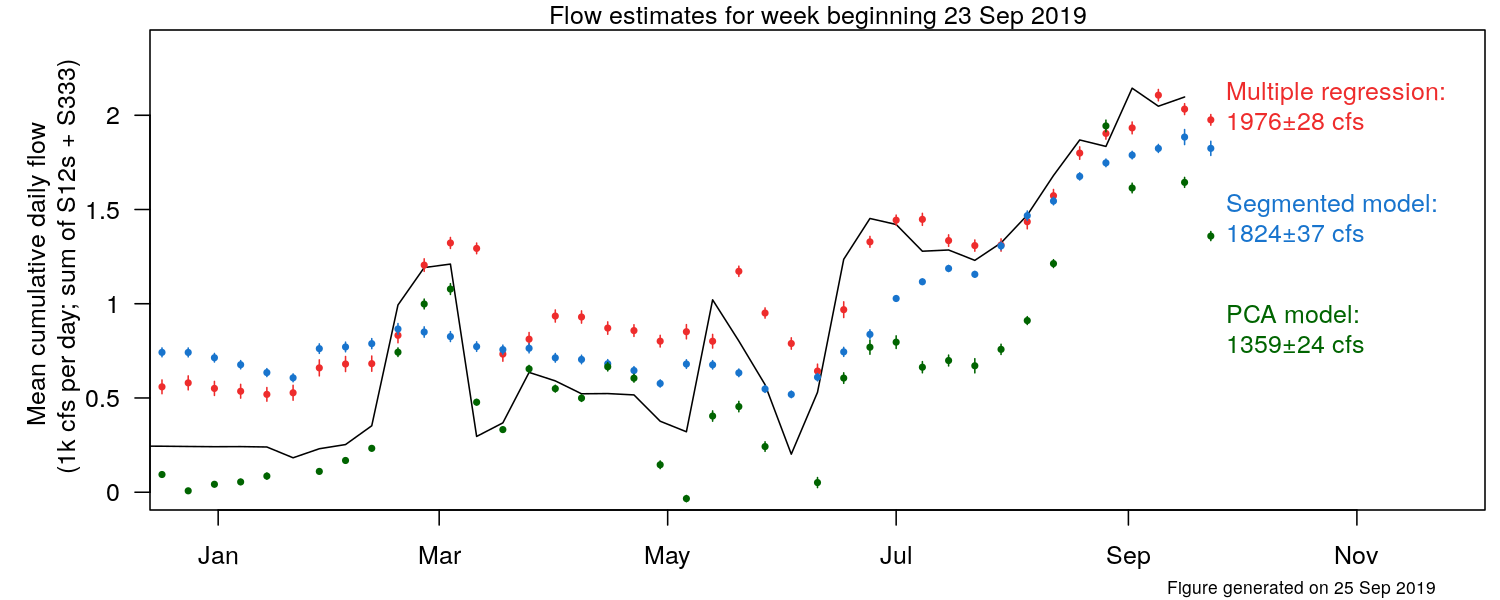 Flow estimates for week beginning 23 Sep 2019
Mean cumulative daily flow
(1k cfs per day; sum of S12s + S333)
2
1.5
1
0.5
0
Multiple regression:
1976±28 cfs
Segmented model:
1824±37 cfs
PCA model:
1359±24 cfs
Jan Mar May Jul Sep Nov
Figure generated on 25 Sep 2019